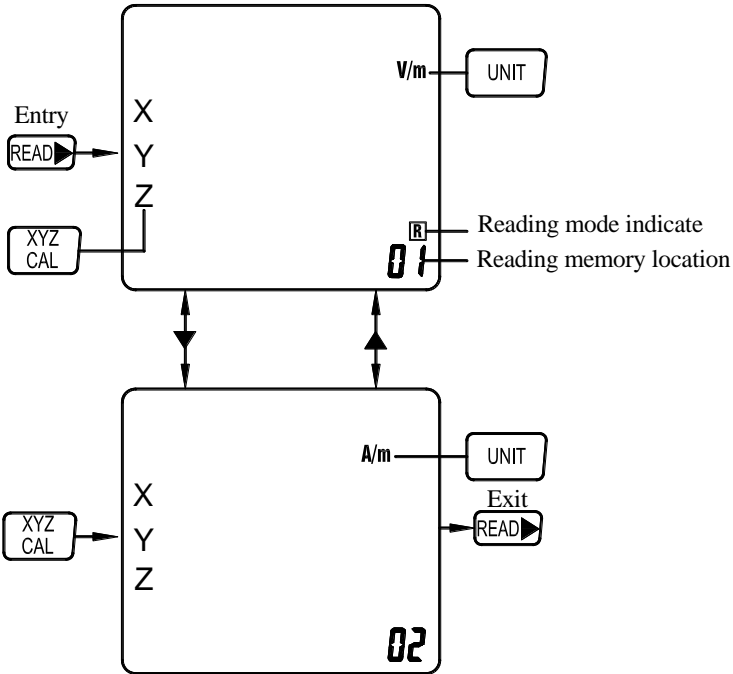 V/m
UNIT
Entry
READ
X
Y
Z
XYZ
CAL
R
Reading mode indicate
01
Reading memory location
A/m
UNIT
X
Y
Z
XYZ
CAL
Exit
READ
02